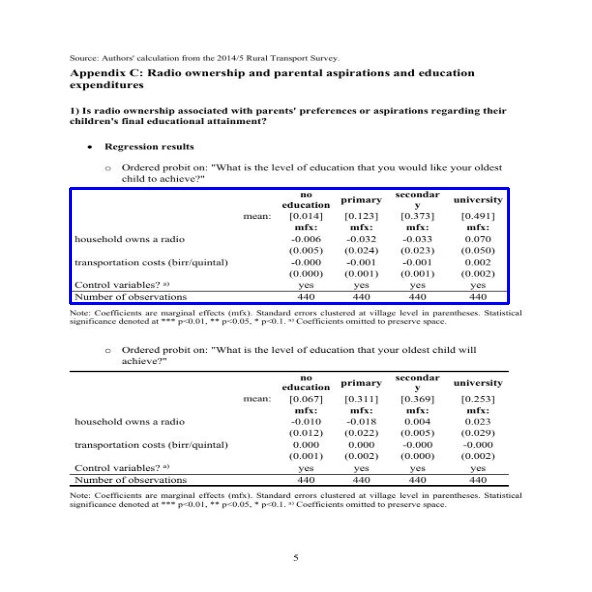 Source: Authors' calculation from the 2014/5 Rural Transport Survey.
Appendix C: Radio ownership and parental aspirations and education
expenditures
1) Is radio ownership associated with parents' preferences or aspirations regarding their
children's final educational attainment?
• Regression results
o Ordered probit on: "What is the level of education that you would like your oldest
child to achieve?"
no education primary secondar y university
mean: [0.014] [0.123] [0.373] [0.491]
mfx: mfx: mfx: mfx:
household owns a radio -0.006 -0.032 -0.033 0.070
(0.005) (0.024) (0.023) (0.050)
transportation costs (birr/quintal) -0.000 -0.001 -0.001 0.002
(0.000) (0.001) (0.001) (0.002)
Control variables? a) yes yes yes yes
Number of observations 440 440 440 440
Note: Coefficients are marginal effects (mfx). Standard errors clustered at village level in parentheses. Statistical
significance denoted at *** p<0.01, ** p<0.05, * p<0.1. a) Coefficients omitted to preserve space.
o Ordered probit on: "What is the level of education that your oldest child will
achieve?"
no education primary secondar y university
mean: [0.067] [0.311] [0.369] [0.253]
mfx: mfx: mfx: mfx:
household owns a radio -0.010 -0.018 0.004 0.023
(0.012) (0.022) (0.005) (0.029)
transportation costs (birr/quintal) 0.000 0.000 -0.000 -0.000
(0.001) (0.002) (0.000) (0.002)
Control variables? a) yes yes yes yes
Number of observations 440 440 440 440
Note: Coefficients are marginal effects (mfx). Standard errors clustered at village level in parentheses. Statistical
significance denoted at *** p<0.01, ** p<0.05, * p<0.1. a) Coefficients omitted to preserve space.
5